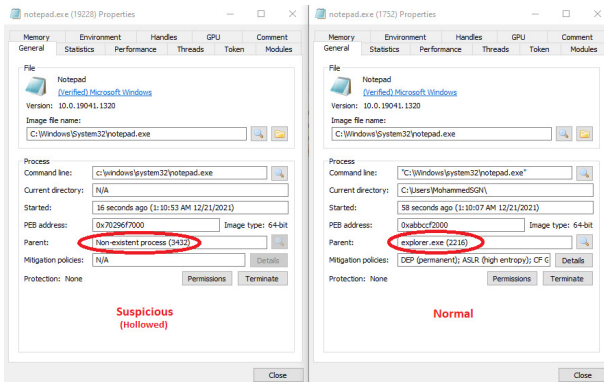 notepad.exe (19228) Properties
Memory Environment Handles GPU Comment
General Statistics Performance Threads Token Modules
File
Notepad
(Verified) Microsoft Windows
Version: 10.0.19041.1320
Image file name:
C:\Windows\System32\notepad.exe
Process
Command line: c:\windows\system32\notepad.exe
Current directory: N/A
Started: 16 seconds ago (1:10:53 AM 12/21/2021)
PEB address: 0x70296f7000 Image type: 64-bit
Parent: Non-existent process (3432)
Mitigation policies: N/A Details
Protection: None Permissions Terminate
Suspicious
(Hollowed)
Close
notepad.exe (1752) Properties
Memory Environment Handles GPU Comment
General Statistics Performance Threads Token Modules
File
Notepad
(Verified) Microsoft Windows
Version: 10.0.19041.1320
Image file name:
C:\Windows\System32\notepad.exe
Process
Command line: "C:\Windows\system32\notepad.exe"
Current directory: C:\Users\MohammedSGN\
Started: 58 seconds ago (1:10:07 AM 12/21/2021)
PEB address: 0xabbccf2000 Image type: 64-bit
Parent: explorer.exe (2216)
Mitigation policies: DEP (permanent); ASLR (high entropy); CF G Details
Protection: None Permissions Terminate
Normal
Close